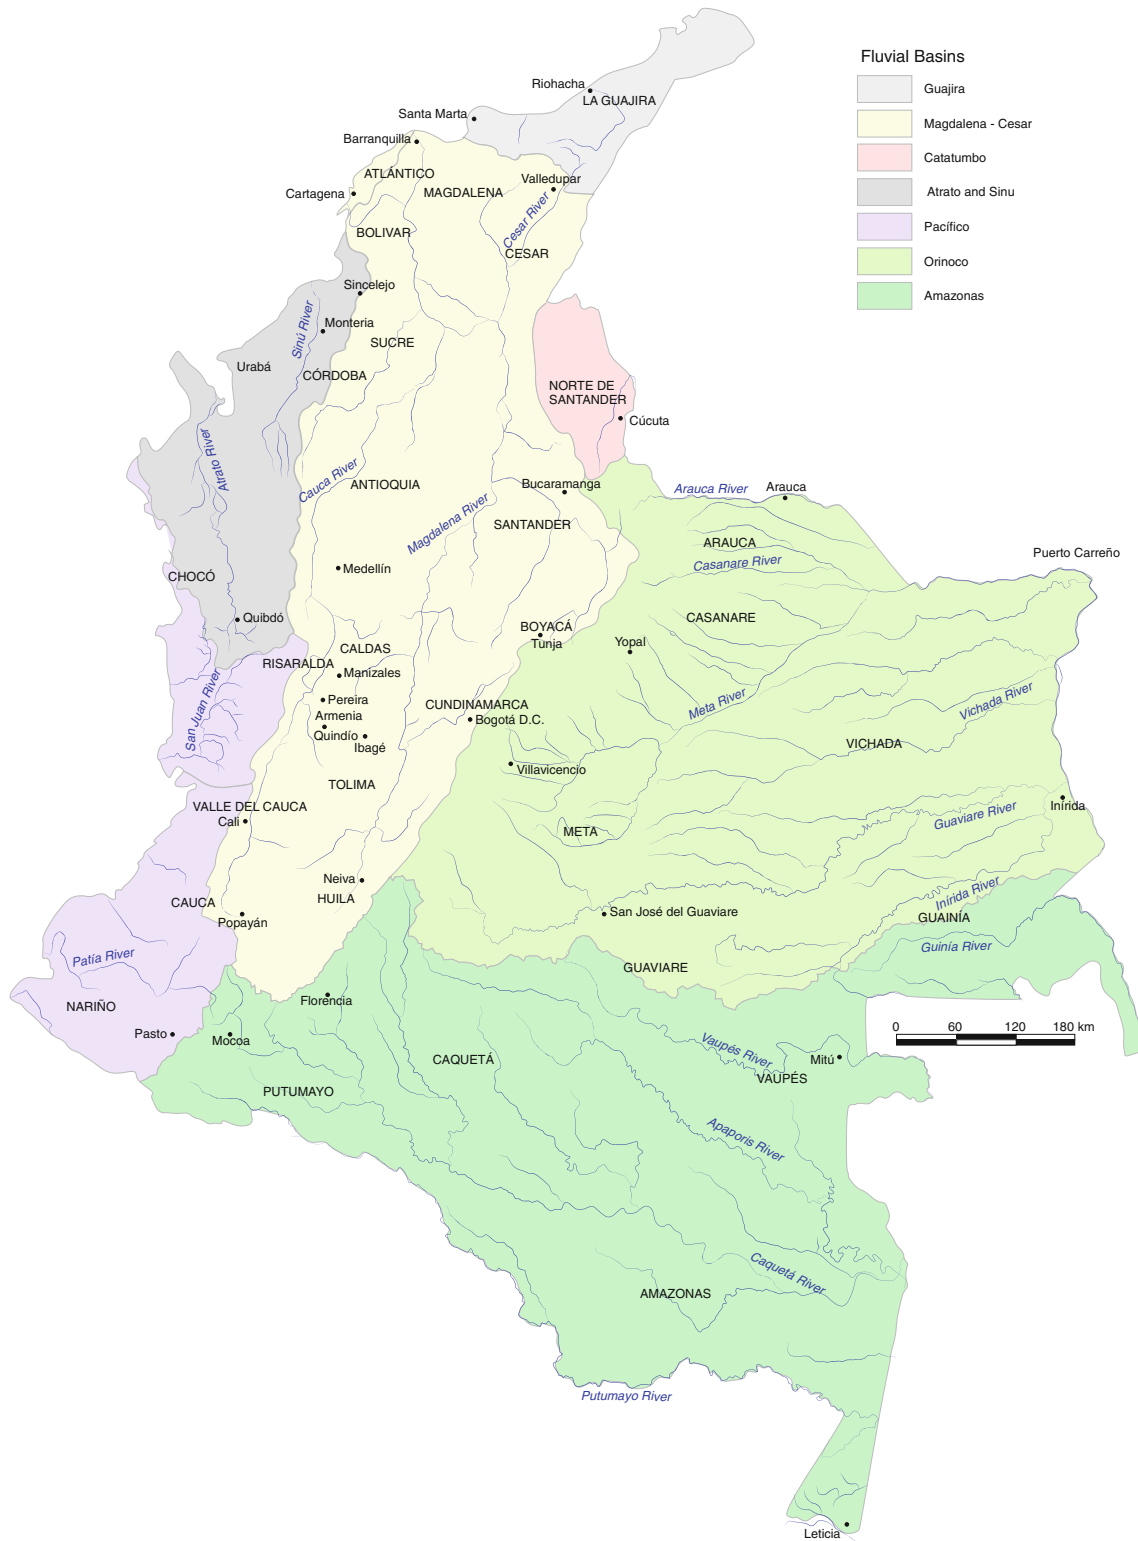 Fluvial Basins
Guajira
Magdalena - Cesar
Catatumbo
Atrato and Sinu
Pacífico
Orinoco
Amazonas
Riohacha
LA GUAJIRA
Santa Marta
Barranquilla
ATLÁNTICO
MAGDALENA
Valledupar
Cartagena
Cesar River
BOLIVAR
CESAR
Sincelejo
Sinú River
Monteria
SUCRE
Urabá
CÓRDOBA
NORTE DE
SANTANDER
Cúcuta
Atrato River
Cauca River
ANTIOQUIA
Bucaramanga
Arauca River
Arauca
Magdalena River
SANTANDER
ARAUCA
Puerto Carreño
Casanare River
Medellín
CHOCÓ
Quibdó
BOYACÁ
Tunja
CASANARE
Yopal
CALDAS
RISARALDA
Manizales
San Juan River
Pereira
CUNDINAMARCA
Meta River
Vichada River
Armenia
Bogotá D.C.
Quindío
Ibagé
VICHADA
Villavicencio
TOLIMA
VALLE DEL CAUCA
Cali
Inírida
Guaviare River
META
Neiva
HUILA
CAUCA
Popayán
San José del Guaviare
Inírida River
GUAINÍA
Guinía River
Patía River
GUAVIARE
NARIÑO
Florencia
Pasto
Mocoa
0 60 120 180 km
Vaupés River
Mitú
CAQUETÁ
VAUPÉS
PUTUMAYO
Apaporis River
Caquetá River
AMAZONAS
Putumayo River
Leticia